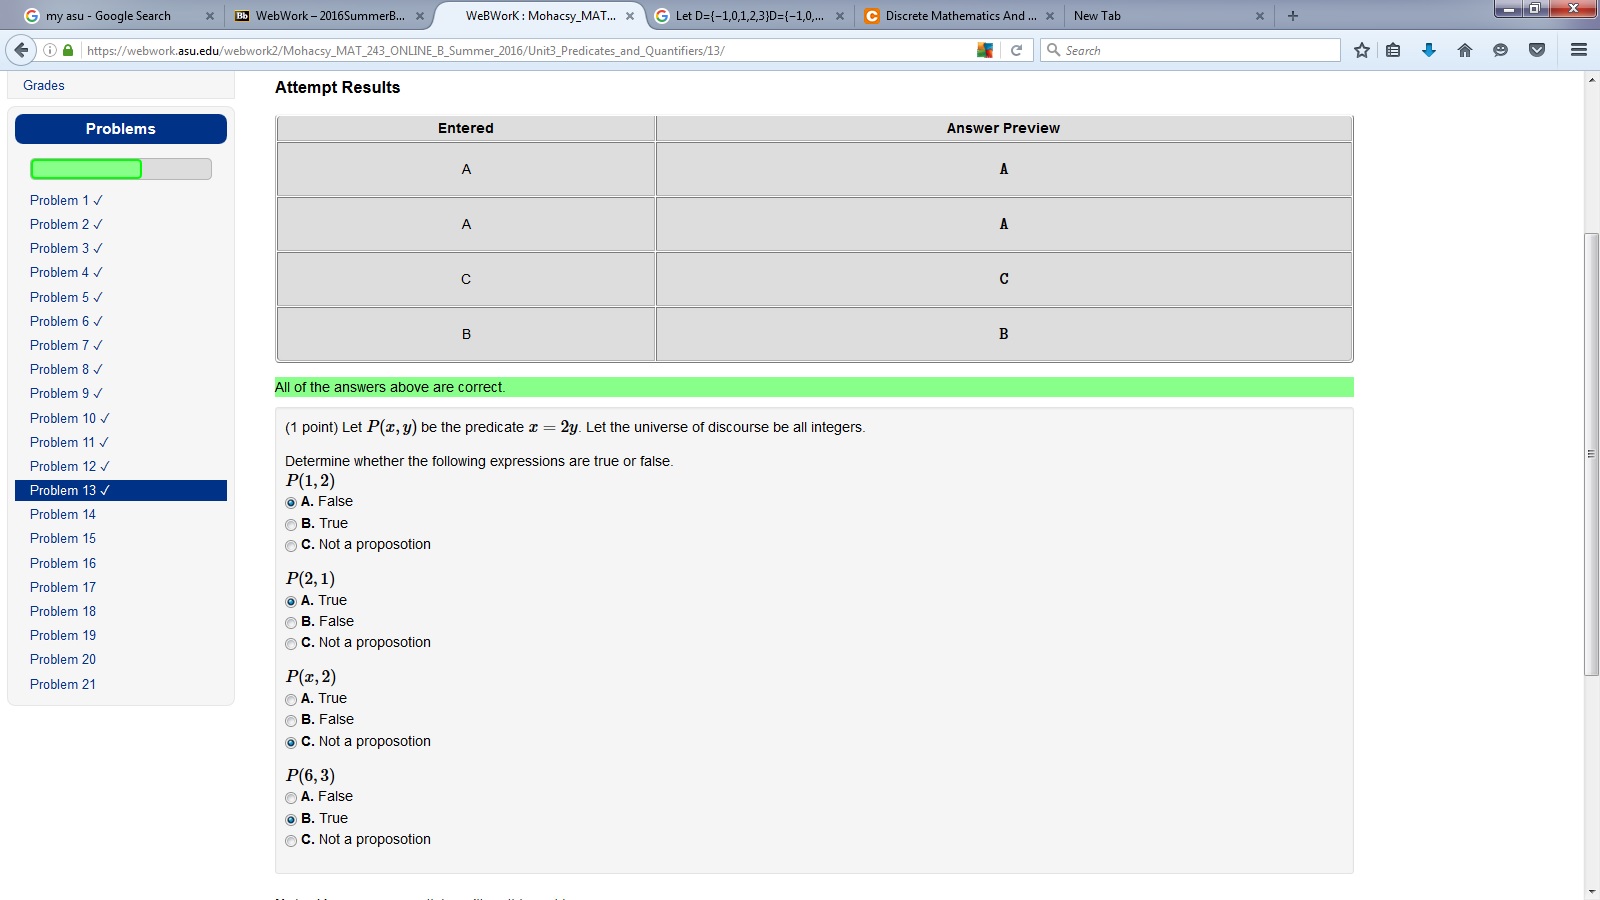 my asu - Google Search
WebWork – 2016SummerB...
WeBWorK : Mohacsy_MAT...
Let D={−1,0,1,2,3}D={−1,0,...
Discrete Mathematics And ...
New Tab
https://webwork.asu.edu/webwork2/Mohacsy_MAT_243_ONLINE_B_Summer_2016/Unit3_Predicates_and_Quantifiers/13/
Search
Grades
Problems
Problem 1 ✓
Problem 2 ✓
Problem 3 ✓
Problem 4 ✓
Problem 5 ✓
Problem 6 ✓
Problem 7 ✓
Problem 8 ✓
Problem 9 ✓
Problem 10 ✓
Problem 11 ✓
Problem 12 ✓
Problem 13 ✓
Problem 14
Problem 15
Problem 16
Problem 17
Problem 18
Problem 19
Problem 20
Problem 21
Attempt Results
Entered Answer Preview
A A
A A
C C
B B
All of the answers above are correct.
(1 point) Let P(x, y) be the predicate x = 2y. Let the universe of discourse be all integers.
Determine whether the following expressions are true or false.
P(1, 2)
A. False
B. True
C. Not a proposotion
P(2, 1)
A. True
B. False
C. Not a proposotion
P(x, 2)
A. True
B. False
C. Not a proposotion
P(6, 3)
A. False
B. True
C. Not a proposotion